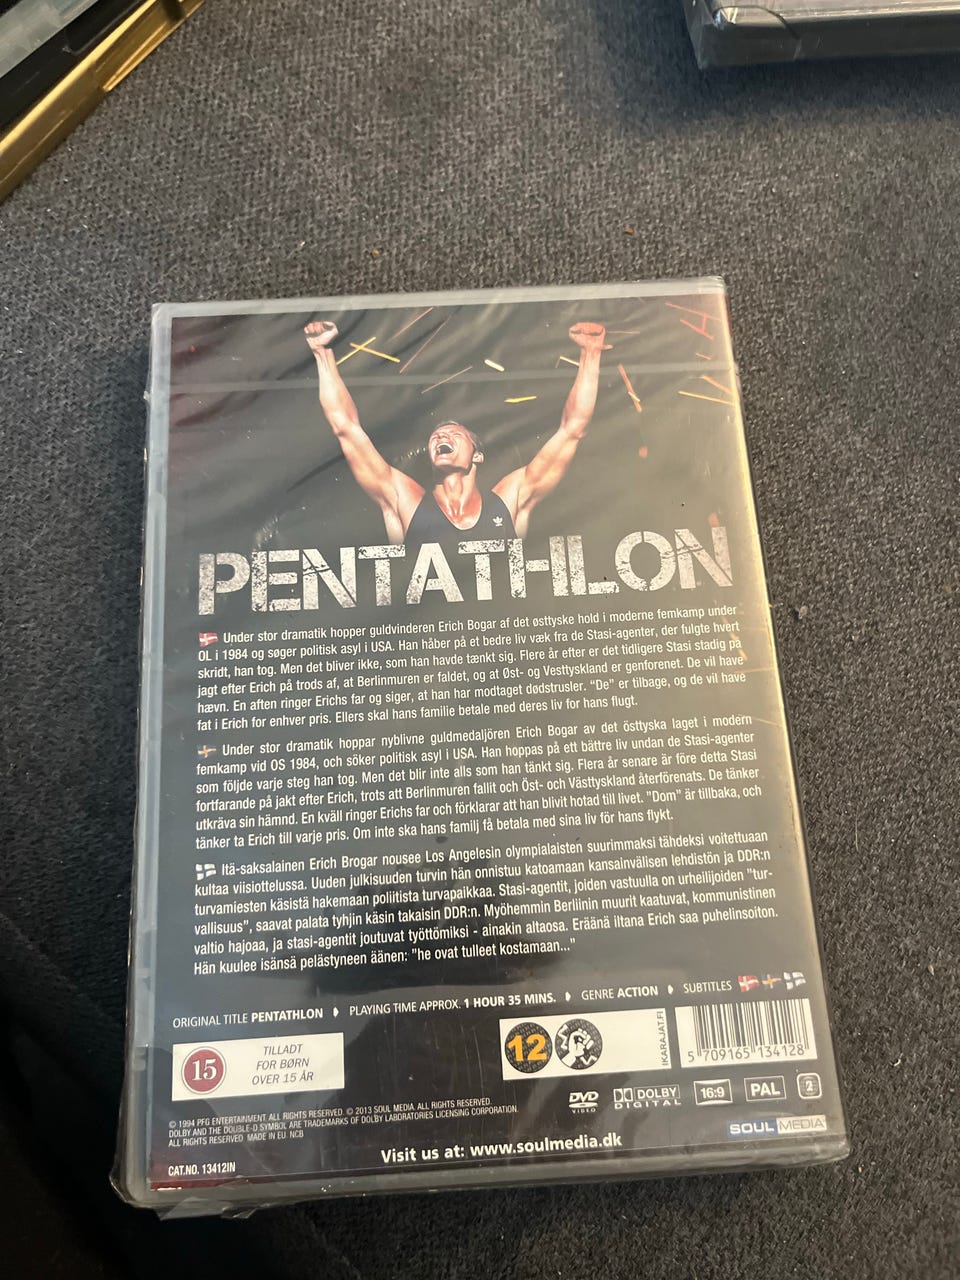 PENTATHLON
Under stor dramatik hopper guldvinderen Erich Bogar af det østtyske hold i moderne femkamp under
OL i 1984 og søger politisk asyl i USA. Han håber på et bedre liv væk fra de Stasi-agenter, der fulgte hvert
skridt, han tog. Men det bliver ikke, som han havde tænkt sig. Flere år efter er det tidligere Stasi stadig på
jagt efter Erich på trods af, at Berlinmuren er faldet, og at Øst- og Vesttyskland er genforenet. De vil have
hævn. En aften ringer Erichs far og siger, at han har modtaget dødstrusler. "De" er tilbage, og de vil have
fat i Erich for enhver pris. Ellers skal hans familie betale med deres liv for hans flugt.
Under stor dramatik hoppar nyblivne guldmedaljören Erich Bogar av det östtyska laget i modern
femkamp vid OS 1984, och söker politisk asyl i USA. Han hoppas på ett bättre liv undan de Stasi-agenter
som följde varje steg han tog. Men det blir inte alls som han tänkt sig. Flera år senare är före detta Stasi
fortfarande på jakt efter Erich, trots att Berlinmuren fallit och Öst- och Västtyskland återförenats. De tänker
utkräva sin hämnd. En kväll ringer Erichs far och förklarar att han blivit hotad till livet. "Dom" är tillbaka, och
tänker ta Erich till varje pris. Om inte ska hans familj få betala med sina liv för hans flykt.
Itä-saksalainen Erich Brogar nousee Los Angelesin olympialaisten suurimmaksi tähdeksi voitettuaan
kultaa viisiottelussa. Uuden julkisuuden turvin hän onnistuu katoamaan kansainvälisen lehdistön ja DDR:n
turvamiesten käsistä hakemaan poliitista turvapaikkaa. Stasi-agentit, joiden vastuulla on urheilijoiden "tur-
vallisuus", saavat palata tyhjin käsin takaisin DDR:n. Myöhemmin Berliinin muurit kaatuvat, kommunistinen
valtio hajoaa, ja stasi-agentit joutuvat työttömiksi - ainakin altaosa. Eräänä iltana Erich saa puhelinsoiton.
Hän kuulee isänsä pelästyneen äänen: "he ovat tulleet kostamaan..."
ORIGINAL TITLE PENTATHLON PLAYING TIME APPROX. 1 HOUR 35 MINS. GENRE ACTION SUBTITLES
15 TILLADT
FOR BØRN
OVER 15 ÅR
12
IKARAJAT.FI
5 709165 134128
DVD VIDEO
DOLBY DIGITAL
16:9
PAL
2
© 1994 PFG ENTERTAINMENT. ALL RIGHTS RESERVED. © 2013 SOUL MEDIA. ALL RIGHTS RESERVED.
DOLBY AND THE DOUBLE-D SYMBOL ARE TRADEMARKS OF DOLBY LABORATORIES LICENSING CORPORATION.
ALL RIGHTS RESERVED MADE IN EU. NCB
SOUL MEDIA
Visit us at: www.soulmedia.dk
CAT.NO. 13412IN